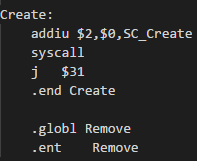 Create:
addiu $2,$0,SC_Create
syscall
j $31
.end Create
.globl Remove
.ent Remove